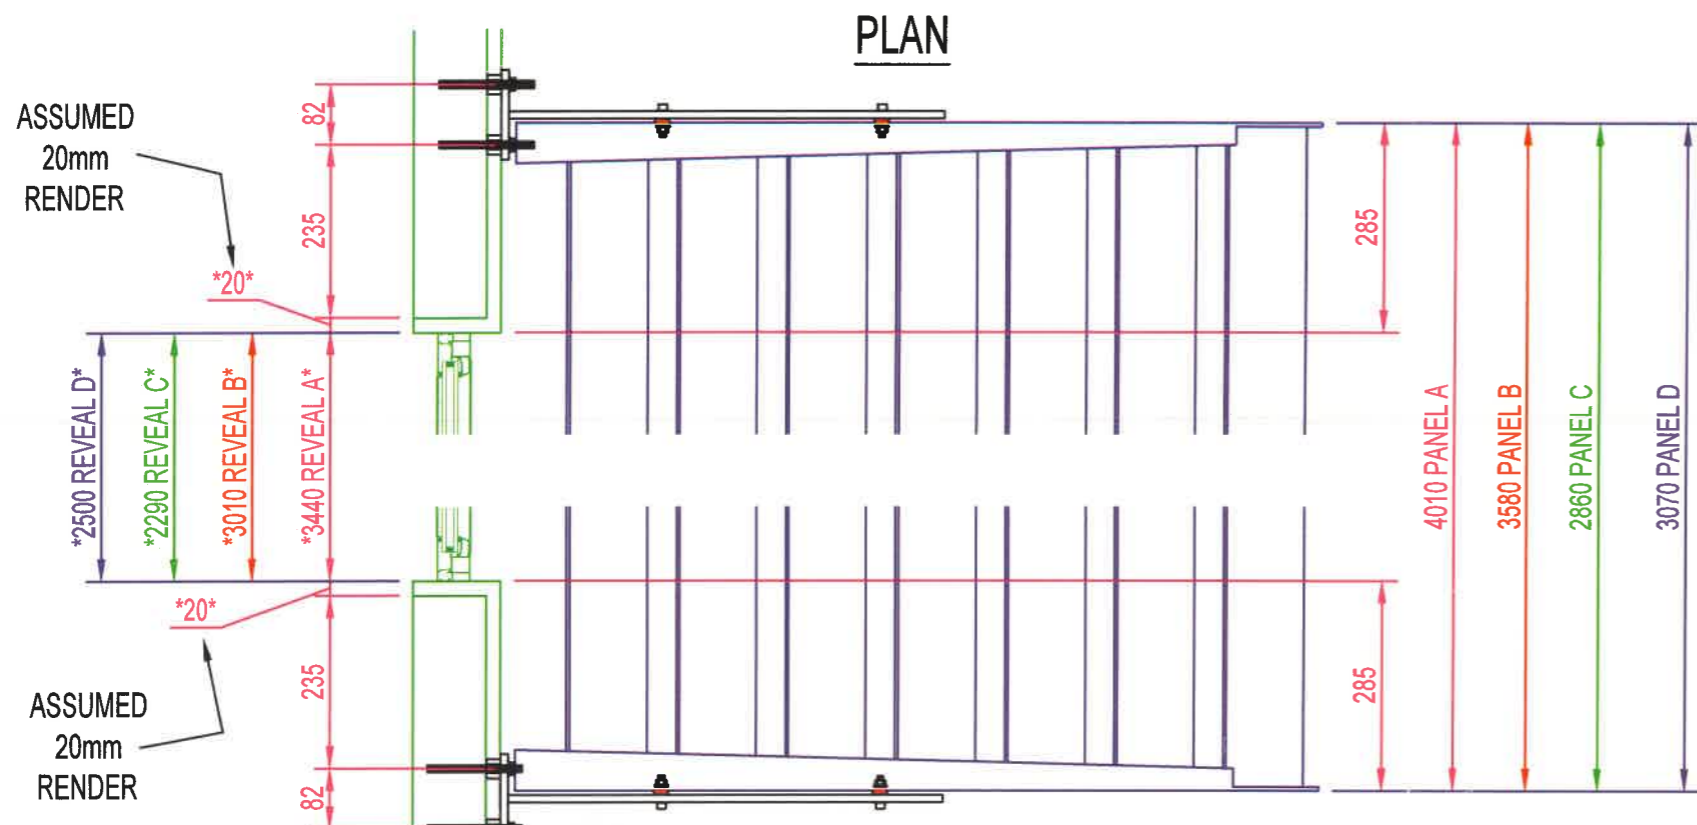 PLAN
ASSUMED
20mm
RENDER
82
235
*20*
285
*2500 REVEAL D*
*2290 REVEAL C*
*3010 REVEAL B*
*3440 REVEAL A*
4010 PANEL A
3580 PANEL B
2860 PANEL C
3070 PANEL D
*20*
235
285
ASSUMED
20mm
RENDER
82